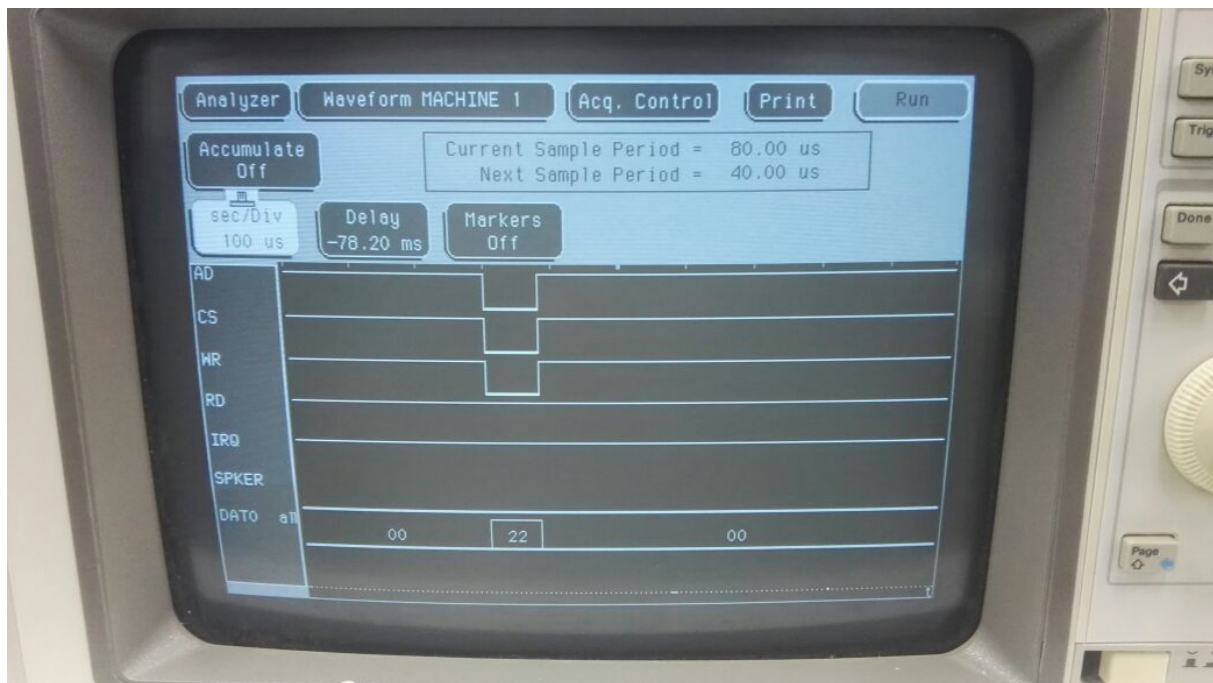 Analyzer Waveform MACHINE 1 Acq. Control Print Run
Accumulate
Off
Current Sample Period = 80.00 us
Next Sample Period = 40.00 us
sec/Div
100 us
Delay
-78.20 ms
Markers
Off
AD
CS
WR
RD
IRQ
SPKER
DATO all
00 22 00
Trig
Done
Page